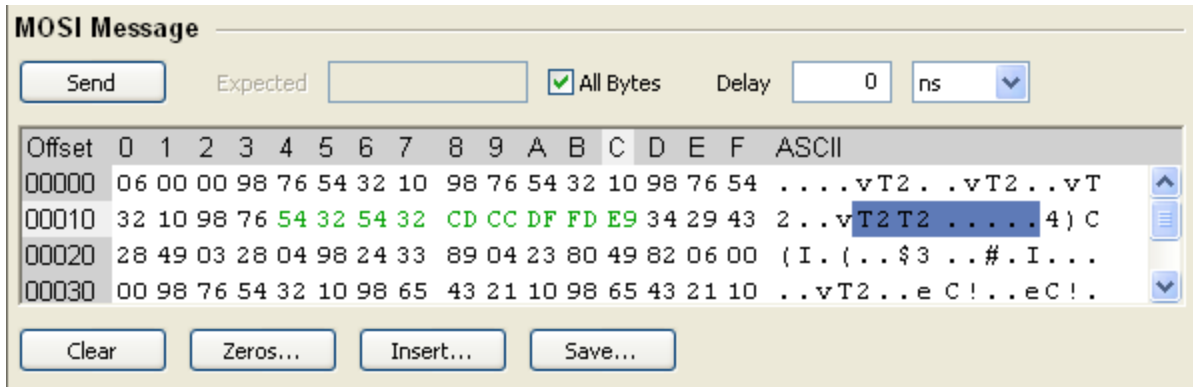 MOSI Message
Send Expected All Bytes Delay 0 ns
Offset 0 1 2 3 4 5 6 7 8 9 A B C D E F ASCII
00000 06 00 00 98 76 54 32 10 98 76 54 32 10 98 76 54 ....vT2..vT2..vT
00010 32 10 98 76 54 32 54 32 CD CC DF FD E9 34 29 43 2..vT2T2.....4)C
00020 28 49 03 28 04 98 24 33 89 04 23 80 49 82 06 00 (I.(..$3..#.I...
00030 00 98 76 54 32 10 98 65 43 21 10 98 65 43 21 10 ..vT2..eC!..eC!.
Clear Zeros... Insert... Save...